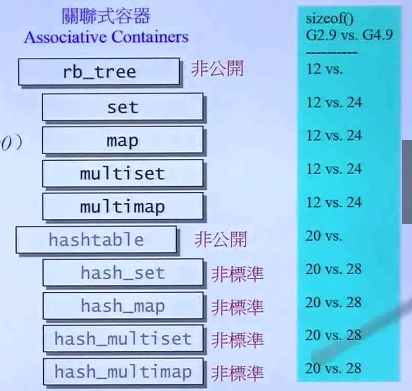 關聯式容器
Associative Containers
sizeof()
G2.9 vs. G4.9
----------
rb_tree 非公開 12 vs.
set 12 vs. 24
()) map 12 vs. 24
multiset 12 vs. 24
multimap 12 vs. 24
hashtable 非公開 20 vs.
hash_set 非標準 20 vs. 28
hash_map 非標準 20 vs. 28
hash_multiset 非標準 20 vs. 28
hash_multimap 非標準 20 vs. 28